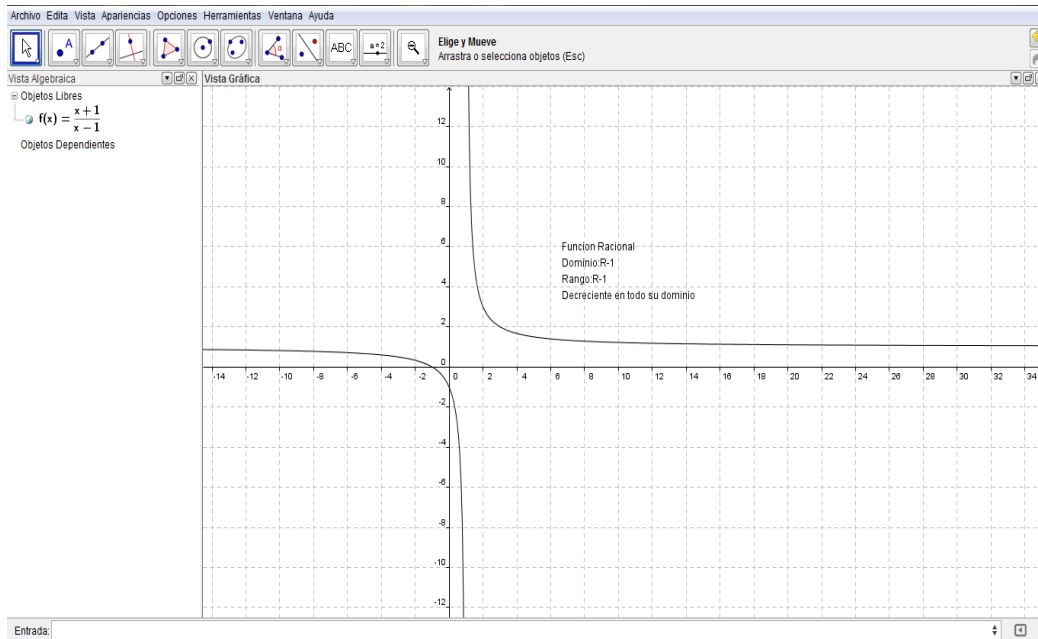 Archivo Edita Vista Apariencias Opciones Herramientas Ventana Ayuda
A
α
ABC
a=2
Elige y Mueve
Arrastra o selecciona objetos (Esc)
Vista Algebraica
Vista Gráfica
Objetos Libres
f(x) = x + 1 / x − 1
Objetos Dependientes
12
10
8
6
4
2
0
-2
-4
-6
-8
-10
-12
-14 -12 -10 -8 -6 -4 -2 0 2 4 6 8 10 12 14 16 18 20 22 24 26 28 30 32 34
Funcion Racional
Dominio:R-1
Rango:R-1
Decreciente en todo su dominio
Entrada: